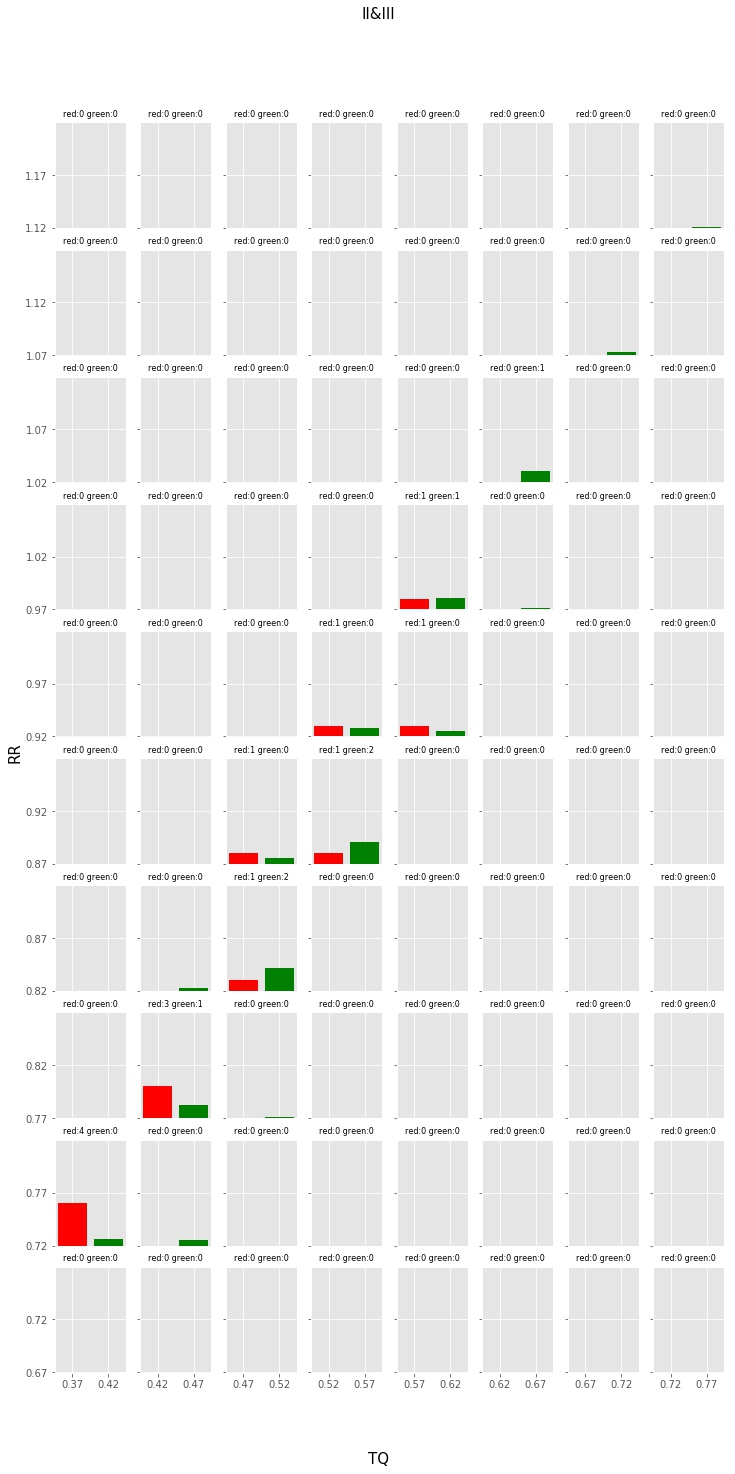 II&III
red:0 green:0 red:0 green:0 red:0 green:0 red:0 green:0 red:0 green:0 red:0 green:0 red:0 green:0 red:0 green:0
1.17
1.12
red:0 green:0 red:0 green:0 red:0 green:0 red:0 green:0 red:0 green:0 red:0 green:0 red:0 green:0 red:0 green:0
1.12
1.07
red:0 green:0 red:0 green:0 red:0 green:0 red:0 green:0 red:0 green:0 red:0 green:1 red:0 green:0 red:0 green:0
1.07
1.02
red:0 green:0 red:0 green:0 red:0 green:0 red:0 green:0 red:1 green:1 red:0 green:0 red:0 green:0 red:0 green:0
1.02
0.97
red:0 green:0 red:0 green:0 red:0 green:0 red:1 green:0 red:1 green:0 red:0 green:0 red:0 green:0 red:0 green:0
0.97
0.92
RR
red:0 green:0 red:0 green:0 red:1 green:0 red:1 green:2 red:0 green:0 red:0 green:0 red:0 green:0 red:0 green:0
0.92
0.87
red:0 green:0 red:0 green:0 red:1 green:2 red:0 green:0 red:0 green:0 red:0 green:0 red:0 green:0 red:0 green:0
0.87
0.82
red:0 green:0 red:3 green:1 red:0 green:0 red:0 green:0 red:0 green:0 red:0 green:0 red:0 green:0 red:0 green:0
0.82
0.77
red:4 green:0 red:0 green:0 red:0 green:0 red:0 green:0 red:0 green:0 red:0 green:0 red:0 green:0 red:0 green:0
0.77
0.72
red:0 green:0 red:0 green:0 red:0 green:0 red:0 green:0 red:0 green:0 red:0 green:0 red:0 green:0 red:0 green:0
0.72
0.67
0.37 0.42 0.42 0.47 0.47 0.52 0.52 0.57 0.57 0.62 0.62 0.67 0.67 0.72 0.72 0.77
TQ